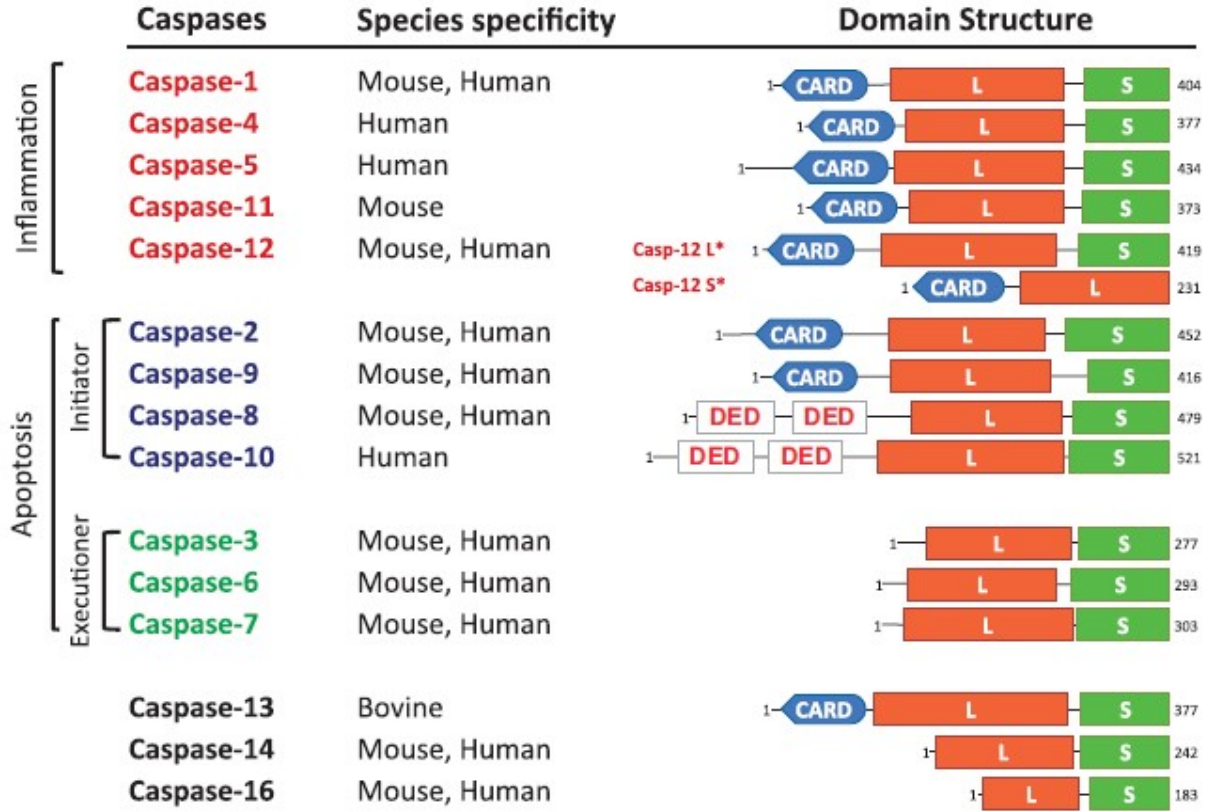 Caspases Species specificity Domain Structure
Inflammation
Caspase-1 Mouse, Human 1 CARD L S 404
Caspase-4 Human 1 CARD L S 377
Caspase-5 Human 1 CARD L S 434
Caspase-11 Mouse 1 CARD L S 373
Caspase-12 Mouse, Human Casp-12 L* 1 CARD L S 419
Casp-12 S* 1 CARD L 231
Apoptosis
Initiator
Caspase-2 Mouse, Human 1 CARD L S 452
Caspase-9 Mouse, Human 1 CARD L S 416
Caspase-8 Mouse, Human 1 DED DED L S 479
Caspase-10 Human 1 DED DED L S 521
Executioner
Caspase-3 Mouse, Human 1 L S 277
Caspase-6 Mouse, Human 1 L S 293
Caspase-7 Mouse, Human 1 L S 303
Caspase-13 Bovine 1 CARD L S 377
Caspase-14 Mouse, Human 1 L S 242
Caspase-16 Mouse, Human 1 L S 183